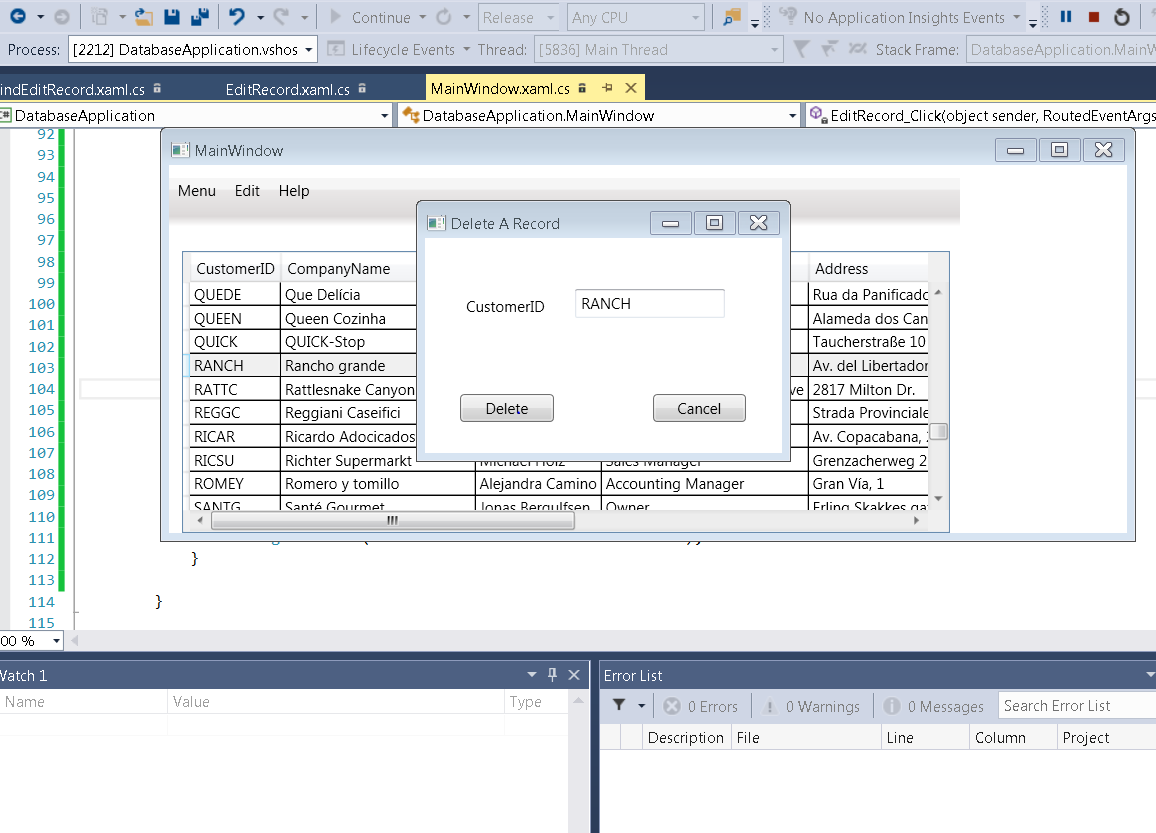 Continue Release Any CPU No Application Insights Events
Process: [2212] DatabaseApplication.vshos Lifecycle Events Thread: [5836] Main Thread Stack Frame: DatabaseApplication.MainW
indEditRecord.xaml.cs EditRecord.xaml.cs MainWindow.xaml.cs
DatabaseApplication DatabaseApplication.MainWindow EditRecord_Click(object sender, RoutedEventArgs
92
93
94
95
96
97
98
99
100
101
102
103
104
105
106
107
108
109
110
111
112 }
113
114 }
115
MainWindow
Menu Edit Help
CustomerID CompanyName Address
QUEDE Que Delícia Rua da Panificado
QUEEN Queen Cozinha Alameda dos Can
QUICK QUICK-Stop Taucherstraße 10
RANCH Rancho grande Av. del Libertador
RATTC Rattlesnake Canyon ve 2817 Milton Dr.
REGGC Reggiani Caseifici Strada Provinciale
RICAR Ricardo Adocicados Av. Copacabana,
RICSU Richter Supermarkt Michael Holz Sales Manager Grenzacherweg 2
ROMEY Romero y tomillo Alejandra Camino Accounting Manager Gran Vía, 1
SANTG Santé Gourmet Jonas Bergulfsen Owner Erling Skakkes ga
Delete A Record
CustomerID RANCH
Delete Cancel
00 %
Watch 1
Name Value Type
Error List
0 Errors 0 Warnings 0 Messages Search Error List
Description File Line Column Project